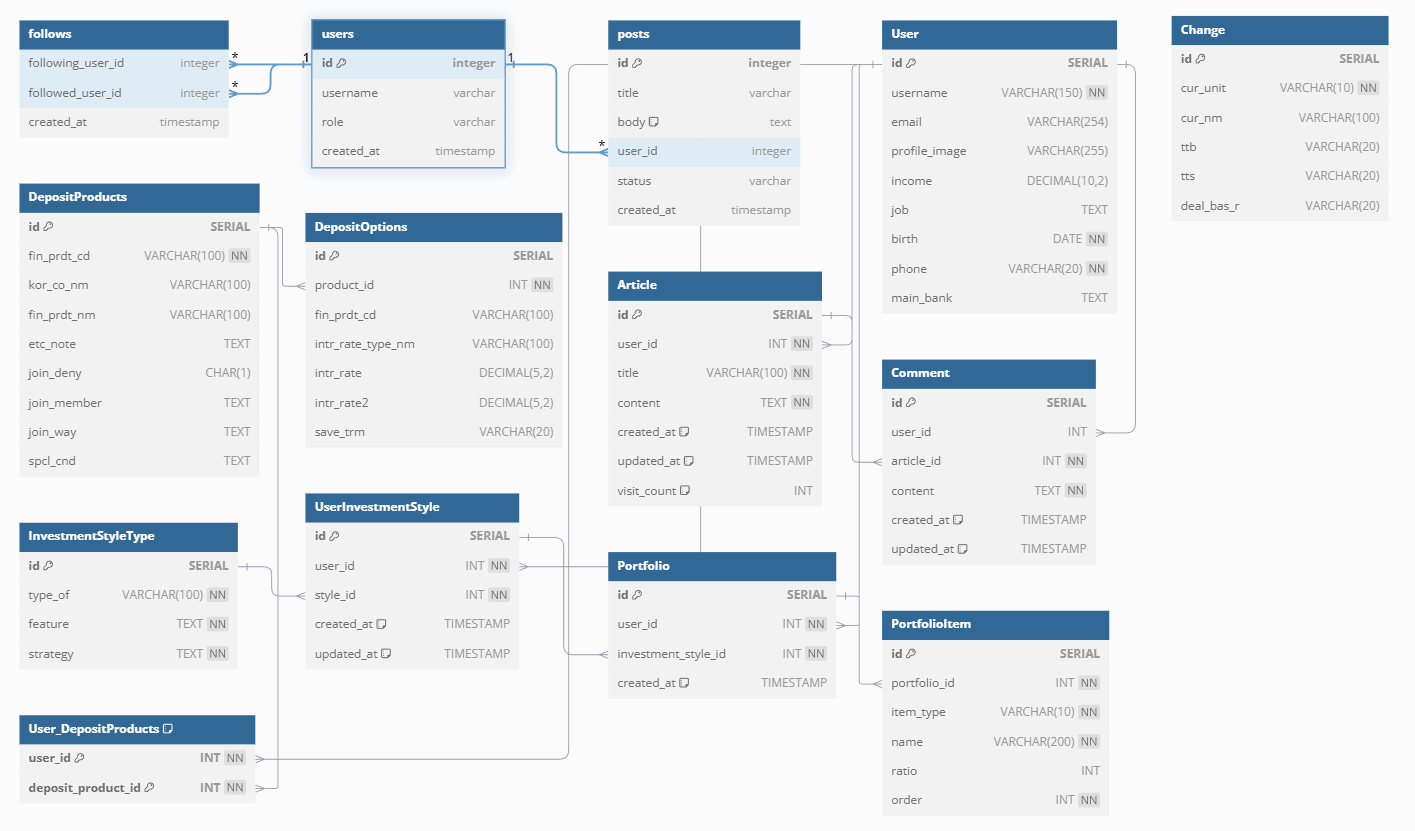 follows
following_user_id integer
followed_user_id integer
created_at timestamp
* 
*
1
users
id integer
username varchar
role varchar
created_at timestamp
1
*
posts
id integer
title varchar
body text
user_id integer
status varchar
created_at timestamp
User
id SERIAL
username VARCHAR(150) NN
email VARCHAR(254)
profile_image VARCHAR(255)
income DECIMAL(10,2)
job TEXT
birth DATE NN
phone VARCHAR(20) NN
main_bank TEXT
Change
id SERIAL
cur_unit VARCHAR(10) NN
cur_nm VARCHAR(100)
ttb VARCHAR(20)
tts VARCHAR(20)
deal_bas_r VARCHAR(20)
DepositProducts
id SERIAL
fin_prdt_cd VARCHAR(100) NN
kor_co_nm VARCHAR(100)
fin_prdt_nm VARCHAR(100)
etc_note TEXT
join_deny CHAR(1)
join_member TEXT
join_way TEXT
spcl_cnd TEXT
DepositOptions
id SERIAL
product_id INT NN
fin_prdt_cd VARCHAR(100)
intr_rate_type_nm VARCHAR(100)
intr_rate DECIMAL(5,2)
intr_rate2 DECIMAL(5,2)
save_trm VARCHAR(20)
Article
id SERIAL
user_id INT NN
title VARCHAR(100) NN
content TEXT NN
created_at TIMESTAMP
updated_at TIMESTAMP
visit_count INT
Comment
id SERIAL
user_id INT
article_id INT NN
content TEXT NN
created_at TIMESTAMP
updated_at TIMESTAMP
InvestmentStyleType
id SERIAL
type_of VARCHAR(100) NN
feature TEXT NN
strategy TEXT NN
UserInvestmentStyle
id SERIAL
user_id INT NN
style_id INT NN
created_at TIMESTAMP
updated_at TIMESTAMP
Portfolio
id SERIAL
user_id INT NN
investment_style_id INT NN
created_at TIMESTAMP
PortfolioItem
id SERIAL
portfolio_id INT NN
item_type VARCHAR(10) NN
name VARCHAR(200) NN
ratio INT
order INT NN
User_DepositProducts
user_id INT NN
deposit_product_id INT NN